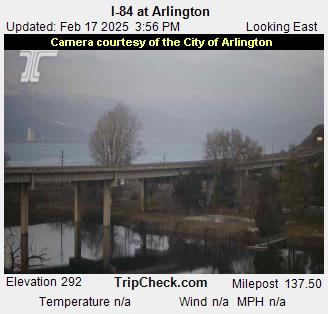 I-84 at Arlington
Updated: Feb 17 2025 3:56 PM Looking East
Camera courtesy of the City of Arlington
Elevation 292 TripCheck.com Milepost 137.50
Temperature n/a Wind n/a MPH n/a